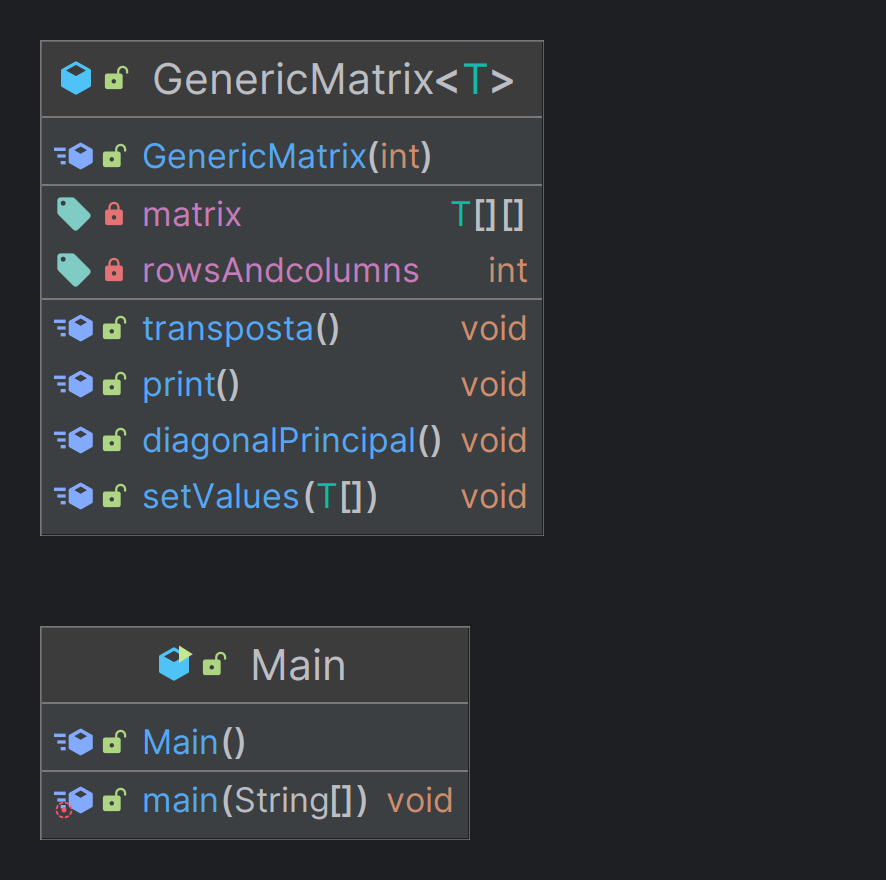 GenericMatrix<T>
GenericMatrix(int)
matrix T[][]
rowsAndcolumns int
transposta() void
print() void
diagonalPrincipal() void
setValues(T[]) void
Main
Main()
main(String[]) void